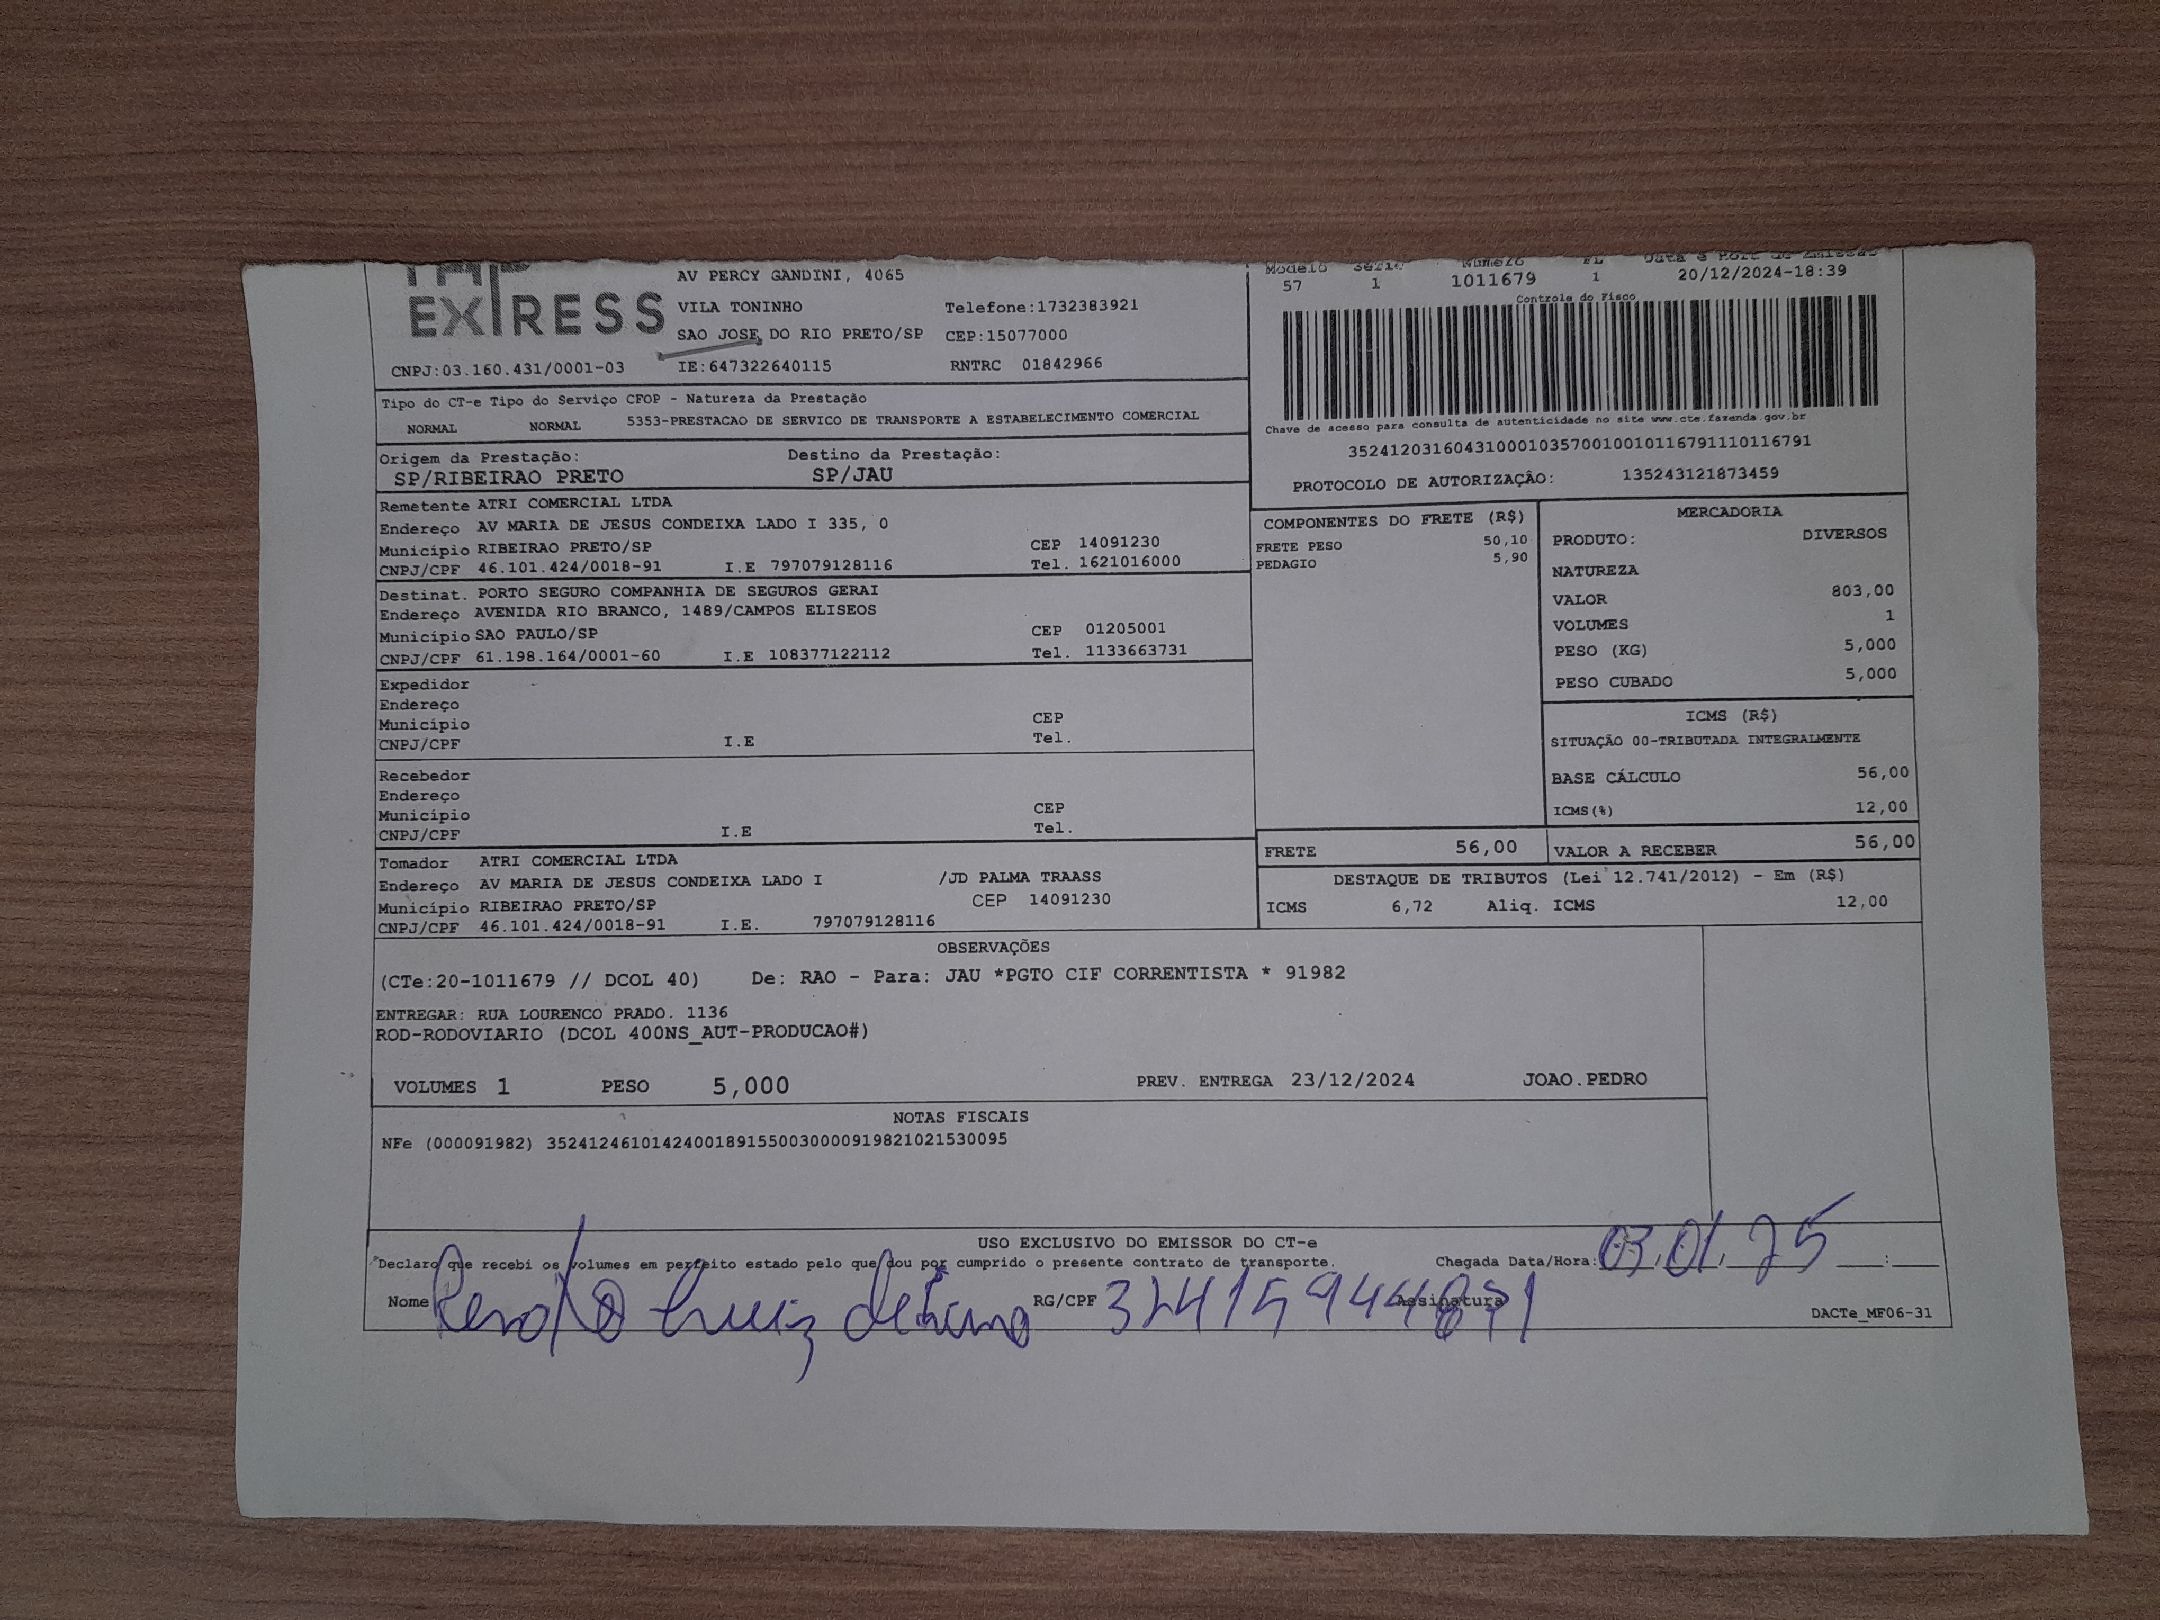 EXPRESS
AV PERCY GANDINI, 4065
VILA TONINHO Telefone:1732383921
SAO JOSE DO RIO PRETO/SP CEP:15077000
CNPJ:03.160.431/0001-03 IE:647322640115 RNTRC 01842966
Modelo Série Número FL Data e Hora de Emissão
57 1 1011679 1 20/12/2024-18:39
Controle do Fisco
Chave de acesso para consulta de autenticidade no site www.cte.fazenda.gov.br
35241203160431000103570010010116791110116791
PROTOCOLO DE AUTORIZAÇÃO: 135243121873459
Tipo do CT-e Tipo do Serviço CFOP - Natureza da Prestação
NORMAL NORMAL 5353-PRESTACAO DE SERVICO DE TRANSPORTE A ESTABELECIMENTO COMERCIAL
Origem da Prestação: Destino da Prestação:
SP/RIBEIRAO PRETO SP/JAU
Remetente ATRI COMERCIAL LTDA
Endereço AV MARIA DE JESUS CONDEIXA LADO I 335, 0
Município RIBEIRAO PRETO/SP CEP 14091230
CNPJ/CPF 46.101.424/0018-91 I.E 797079128116 Tel. 1621016000
Destinat. PORTO SEGURO COMPANHIA DE SEGUROS GERAI
Endereço AVENIDA RIO BRANCO, 1489/CAMPOS ELISEOS
Município SAO PAULO/SP CEP 01205001
CNPJ/CPF 61.198.164/0001-60 I.E 108377122112 Tel. 1133663731
Expedidor
Endereço
Município CEP
CNPJ/CPF I.E Tel.
Recebedor
Endereço
Município CEP
CNPJ/CPF I.E Tel.
Tomador ATRI COMERCIAL LTDA
Endereço AV MARIA DE JESUS CONDEIXA LADO I /JD PALMA TRAASS
Município RIBEIRAO PRETO/SP CEP 14091230
CNPJ/CPF 46.101.424/0018-91 I.E. 797079128116
COMPONENTES DO FRETE (R$)
FRETE PESO 50,10
PEDAGIO 5,90
MERCADORIA
PRODUTO: DIVERSOS
NATUREZA
VALOR 803,00
VOLUMES 1
PESO (KG) 5,000
PESO CUBADO 5,000
ICMS (R$)
SITUAÇÃO 00-TRIBUTADA INTEGRALMENTE
BASE CÁLCULO 56,00
ICMS(%) 12,00
FRETE 56,00 VALOR A RECEBER 56,00
DESTAQUE DE TRIBUTOS (Lei 12.741/2012) - Em (R$)
ICMS 6,72 Aliq. ICMS 12,00
OBSERVAÇÕES
(CTe:20-1011679 // DCOL 40) De: RAO - Para: JAU *PGTO CIF CORRENTISTA * 91982
ENTREGAR: RUA LOURENCO PRADO. 1136
ROD-RODOVIARIO (DCOL 400NS_AUT-PRODUCAO#)
VOLUMES 1 PESO 5,000 PREV. ENTREGA 23/12/2024 JOAO.PEDRO
NOTAS FISCAIS
NFe (000091982) 35241246101424001891550030000919821021530095
USO EXCLUSIVO DO EMISSOR DO CT-e
Declaro que recebi os volumes em perfeito estado pelo que dou por cumprido o presente contrato de transporte. Chegada Data/Hora: 03,01,25 :
Nome RG/CPF Assinatura
DACTe_MF06-31